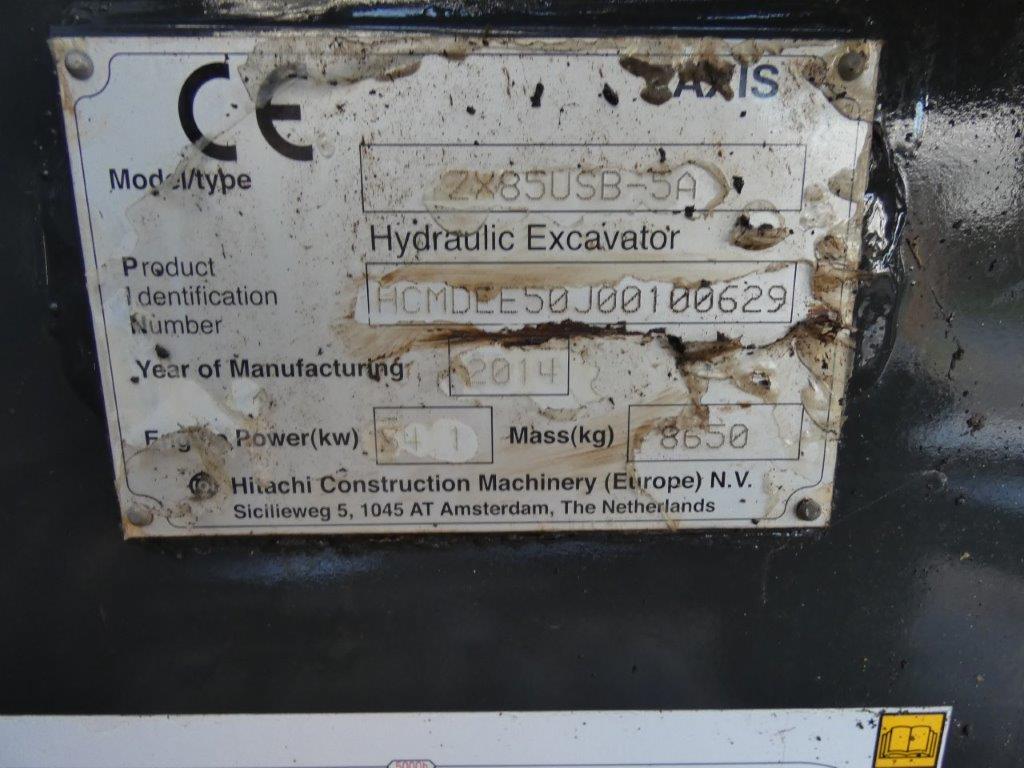 CE
AXIS
Model/type ZX85USB-5A
Hydraulic Excavator
Product
Identification
Number
Year of Manufacturing 2014
Engine Power(kw) Mass(kg) 8650
Hitachi Construction Machinery (Europe) N.V.
Sicilieweg 5, 1045 AT Amsterdam, The Netherlands